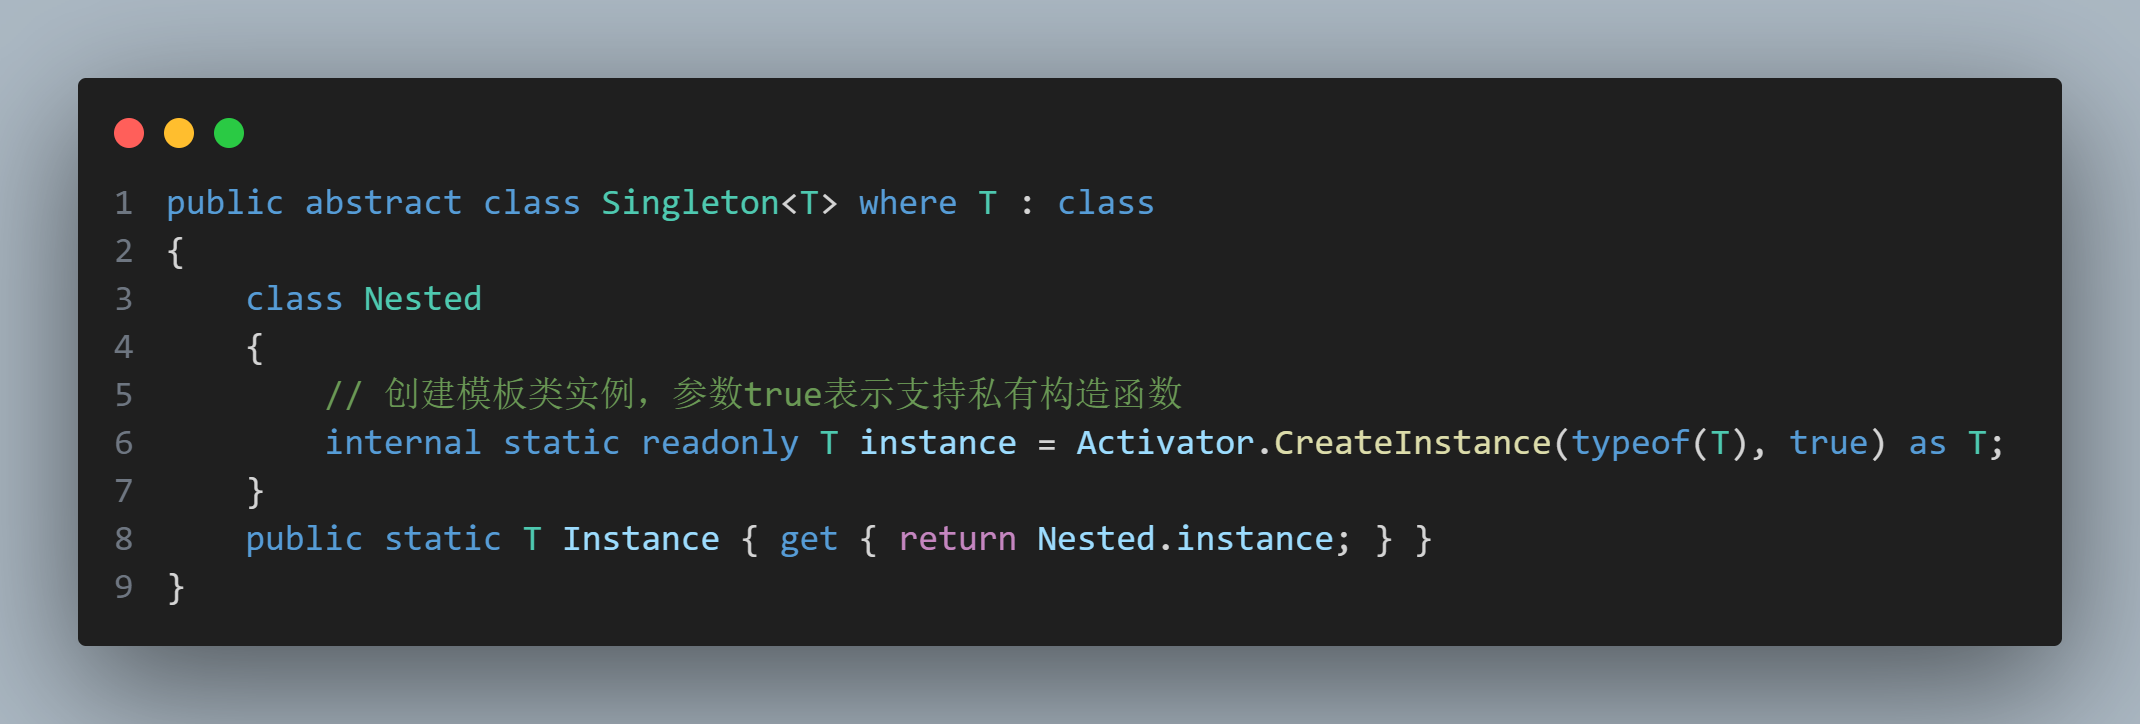 1 public abstract class Singleton<T> where T : class
2 {
3     class Nested
4     {
5         // 创建模板类实例，参数true表示支持私有构造函数
6         internal static readonly T instance = Activator.CreateInstance(typeof(T), true) as T;
7     }
8     public static T Instance { get { return Nested.instance; } }
9 }